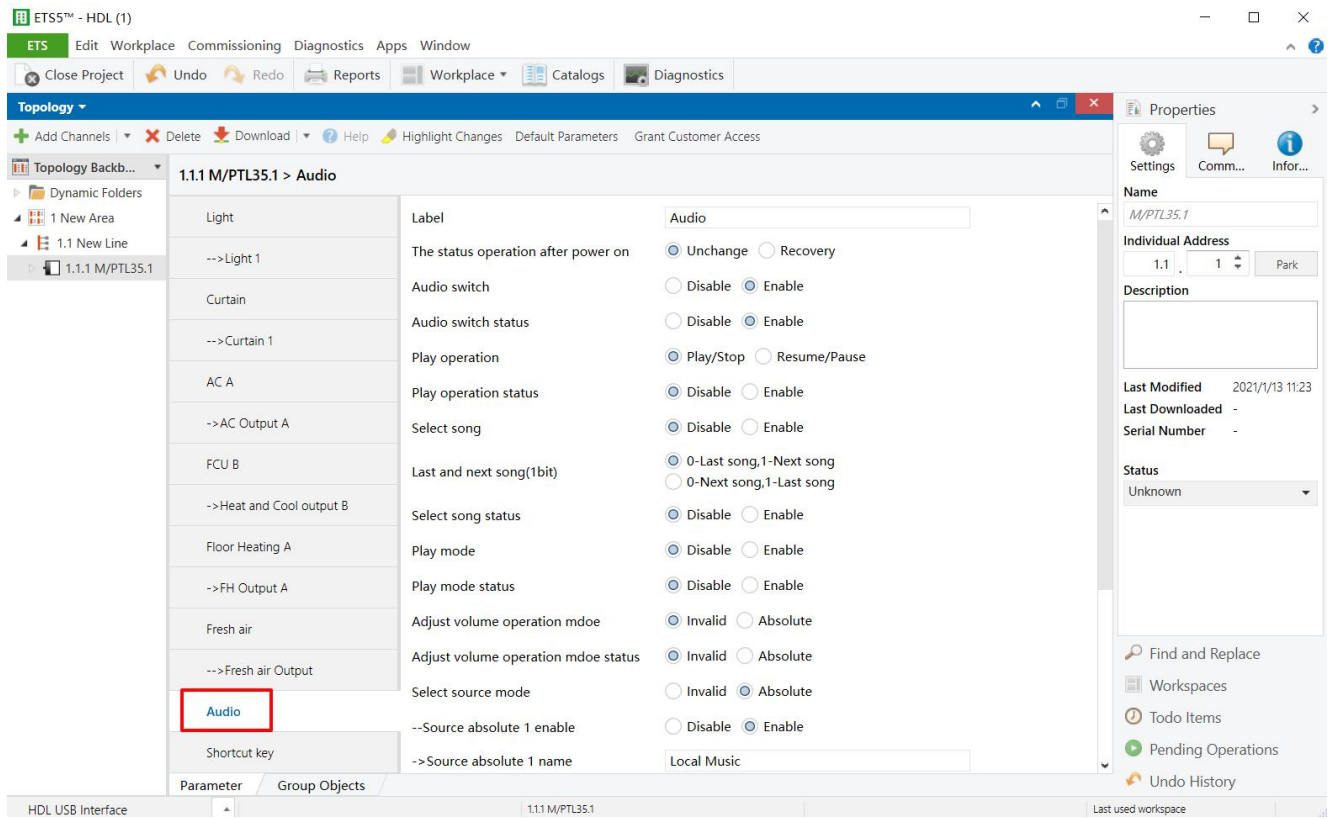 ETS5™ - HDL (1)
ETS Edit Workplace Commissioning Diagnostics Apps Window
Close Project Undo Redo Reports Workplace Catalogs Diagnostics
Topology
Add Channels Delete Download Help Highlight Changes Default Parameters Grant Customer Access
Topology Backb...
Dynamic Folders
1 New Area
1.1 New Line
1.1.1 M/PTL35.1
1.1.1 M/PTL35.1 > Audio
Light
-->Light 1
Curtain
-->Curtain 1
AC A
->AC Output A
FCU B
->Heat and Cool output B
Floor Heating A
->FH Output A
Fresh air
-->Fresh air Output
Audio
Shortcut key
Label Audio
The status operation after power on Unchange Recovery
Audio switch Disable Enable
Audio switch status Disable Enable
Play operation Play/Stop Resume/Pause
Play operation status Disable Enable
Select song Disable Enable
Last and next song(1bit) 0-Last song,1-Next song
0-Next song,1-Last song
Select song status Disable Enable
Play mode Disable Enable
Play mode status Disable Enable
Adjust volume operation mdoe Invalid Absolute
Adjust volume operation mdoe status Invalid Absolute
Select source mode Invalid Absolute
--Source absolute 1 enable Disable Enable
->Source absolute 1 name Local Music
Parameter Group Objects
Properties
Settings Comm... Infor...
Name
M/PTL35.1
Individual Address
1.1 . 1 Park
Description
Last Modified 2021/1/13 11:23
Last Downloaded -
Serial Number -
Status
Unknown
Find and Replace
Workspaces
Todo Items
Pending Operations
Undo History
HDL USB Interface 1.1.1 M/PTL35.1 Last used workspace